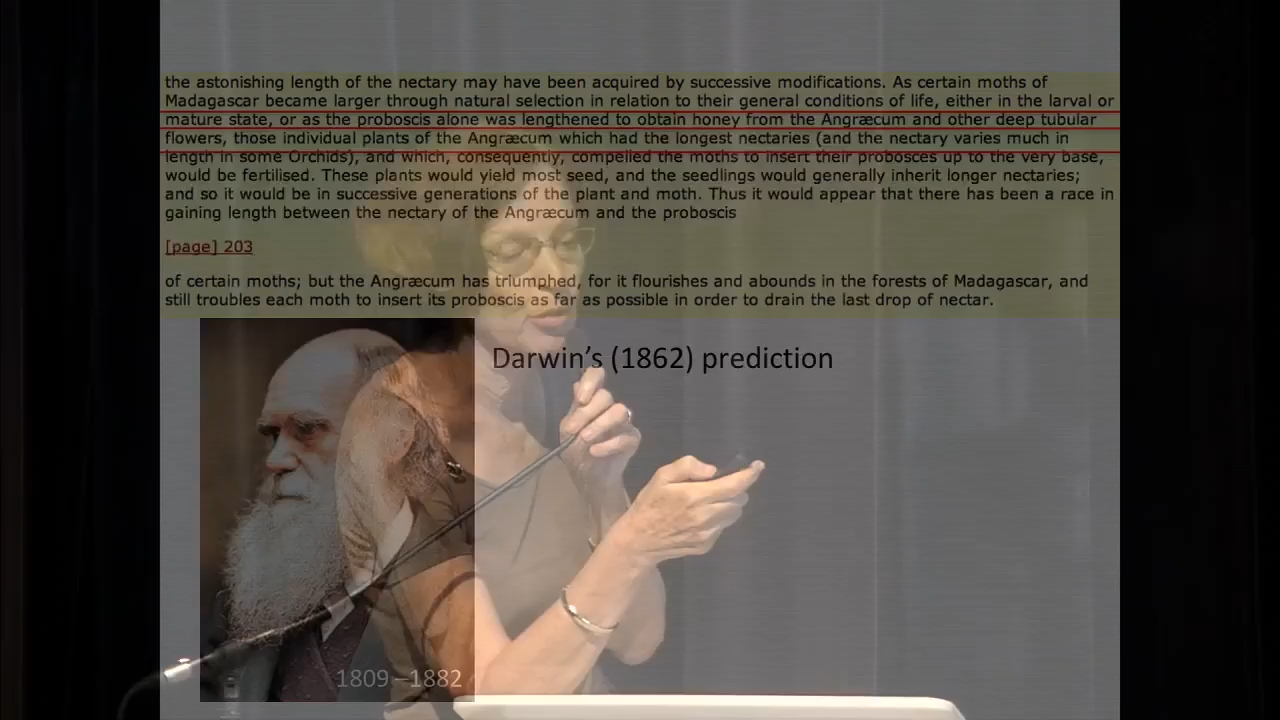 the astonishing length of the nectary may have been acquired by successive modifications. As certain moths of
Madagascar became larger through natural selection in relation to their general conditions of life, either in the larval or
mature state, or as the proboscis alone was lengthened to obtain honey from the Angræcum and other deep tubular
flowers, those individual plants of the Angræcum which had the longest nectaries (and the nectary varies much in
length in some Orchids), and which, consequently, compelled the moths to insert their probosces up to the very base,
would be fertilised. These plants would yield most seed, and the seedlings would generally inherit longer nectaries;
and so it would be in successive generations of the plant and moth. Thus it would appear that there has been a race in
gaining length between the nectary of the Angræcum and the proboscis
[page] 203
of certain moths; but the Angræcum has triumphed, for it flourishes and abounds in the forests of Madagascar, and
still troubles each moth to insert its proboscis as far as possible in order to drain the last drop of nectar.
Darwin's (1862) prediction
1809 –1882